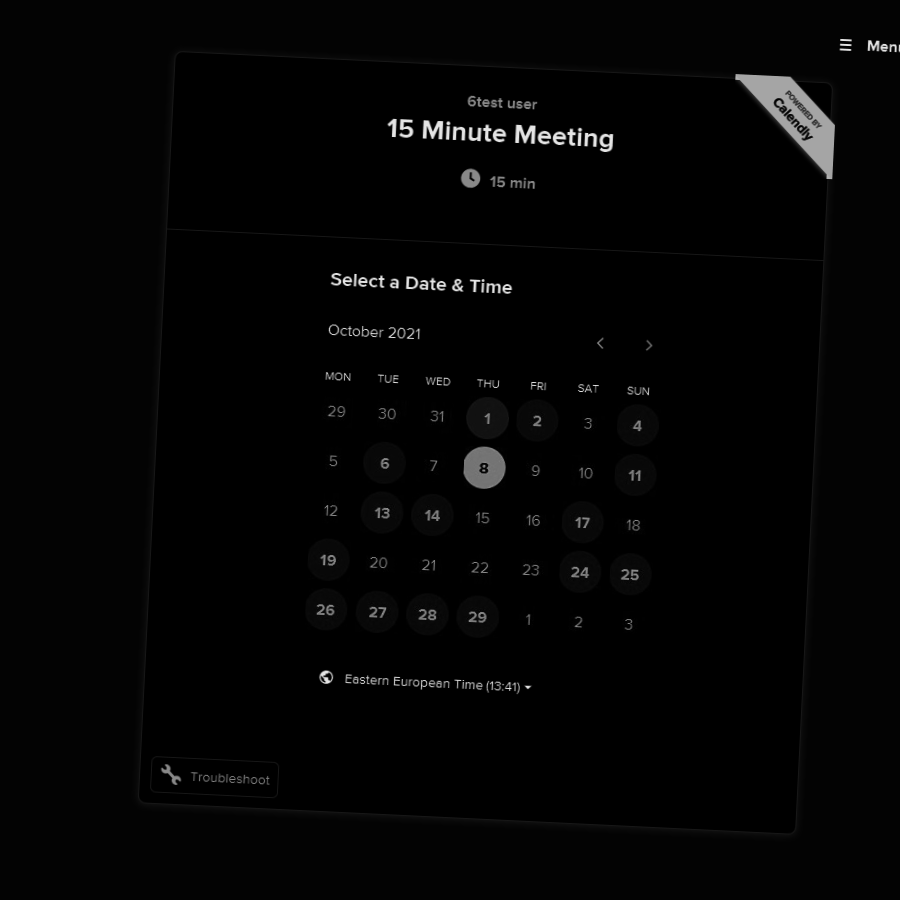 ☰ Menu
POWERED BY
Calendly
6test user
15 Minute Meeting
15 min
Select a Date & Time
October 2021
MON TUE WED THU FRI SAT SUN
29 30 31 1 2 3 4
5 6 7 8 9 10 11
12 13 14 15 16 17 18
19 20 21 22 23 24 25
26 27 28 29 1 2 3
Eastern European Time (13:41)
Troubleshoot